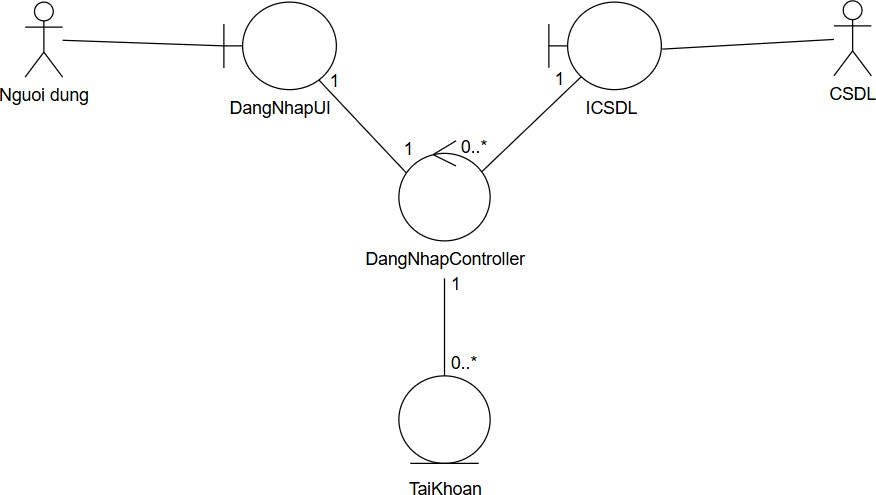 Nguoi dung
DangNhapUI
ICSDL
CSDL
1
1
1
0..*
DangNhapController
1
0..*
TaiKhoan